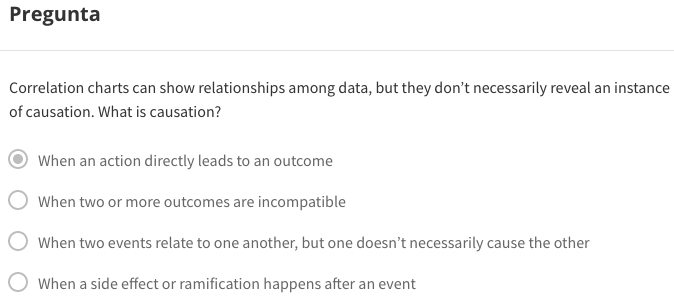 Pregunta
Correlation charts can show relationships among data, but they don’t necessarily reveal an instance
of causation. What is causation?
When an action directly leads to an outcome
When two or more outcomes are incompatible
When two events relate to one another, but one doesn’t necessarily cause the other
When a side effect or ramification happens after an event